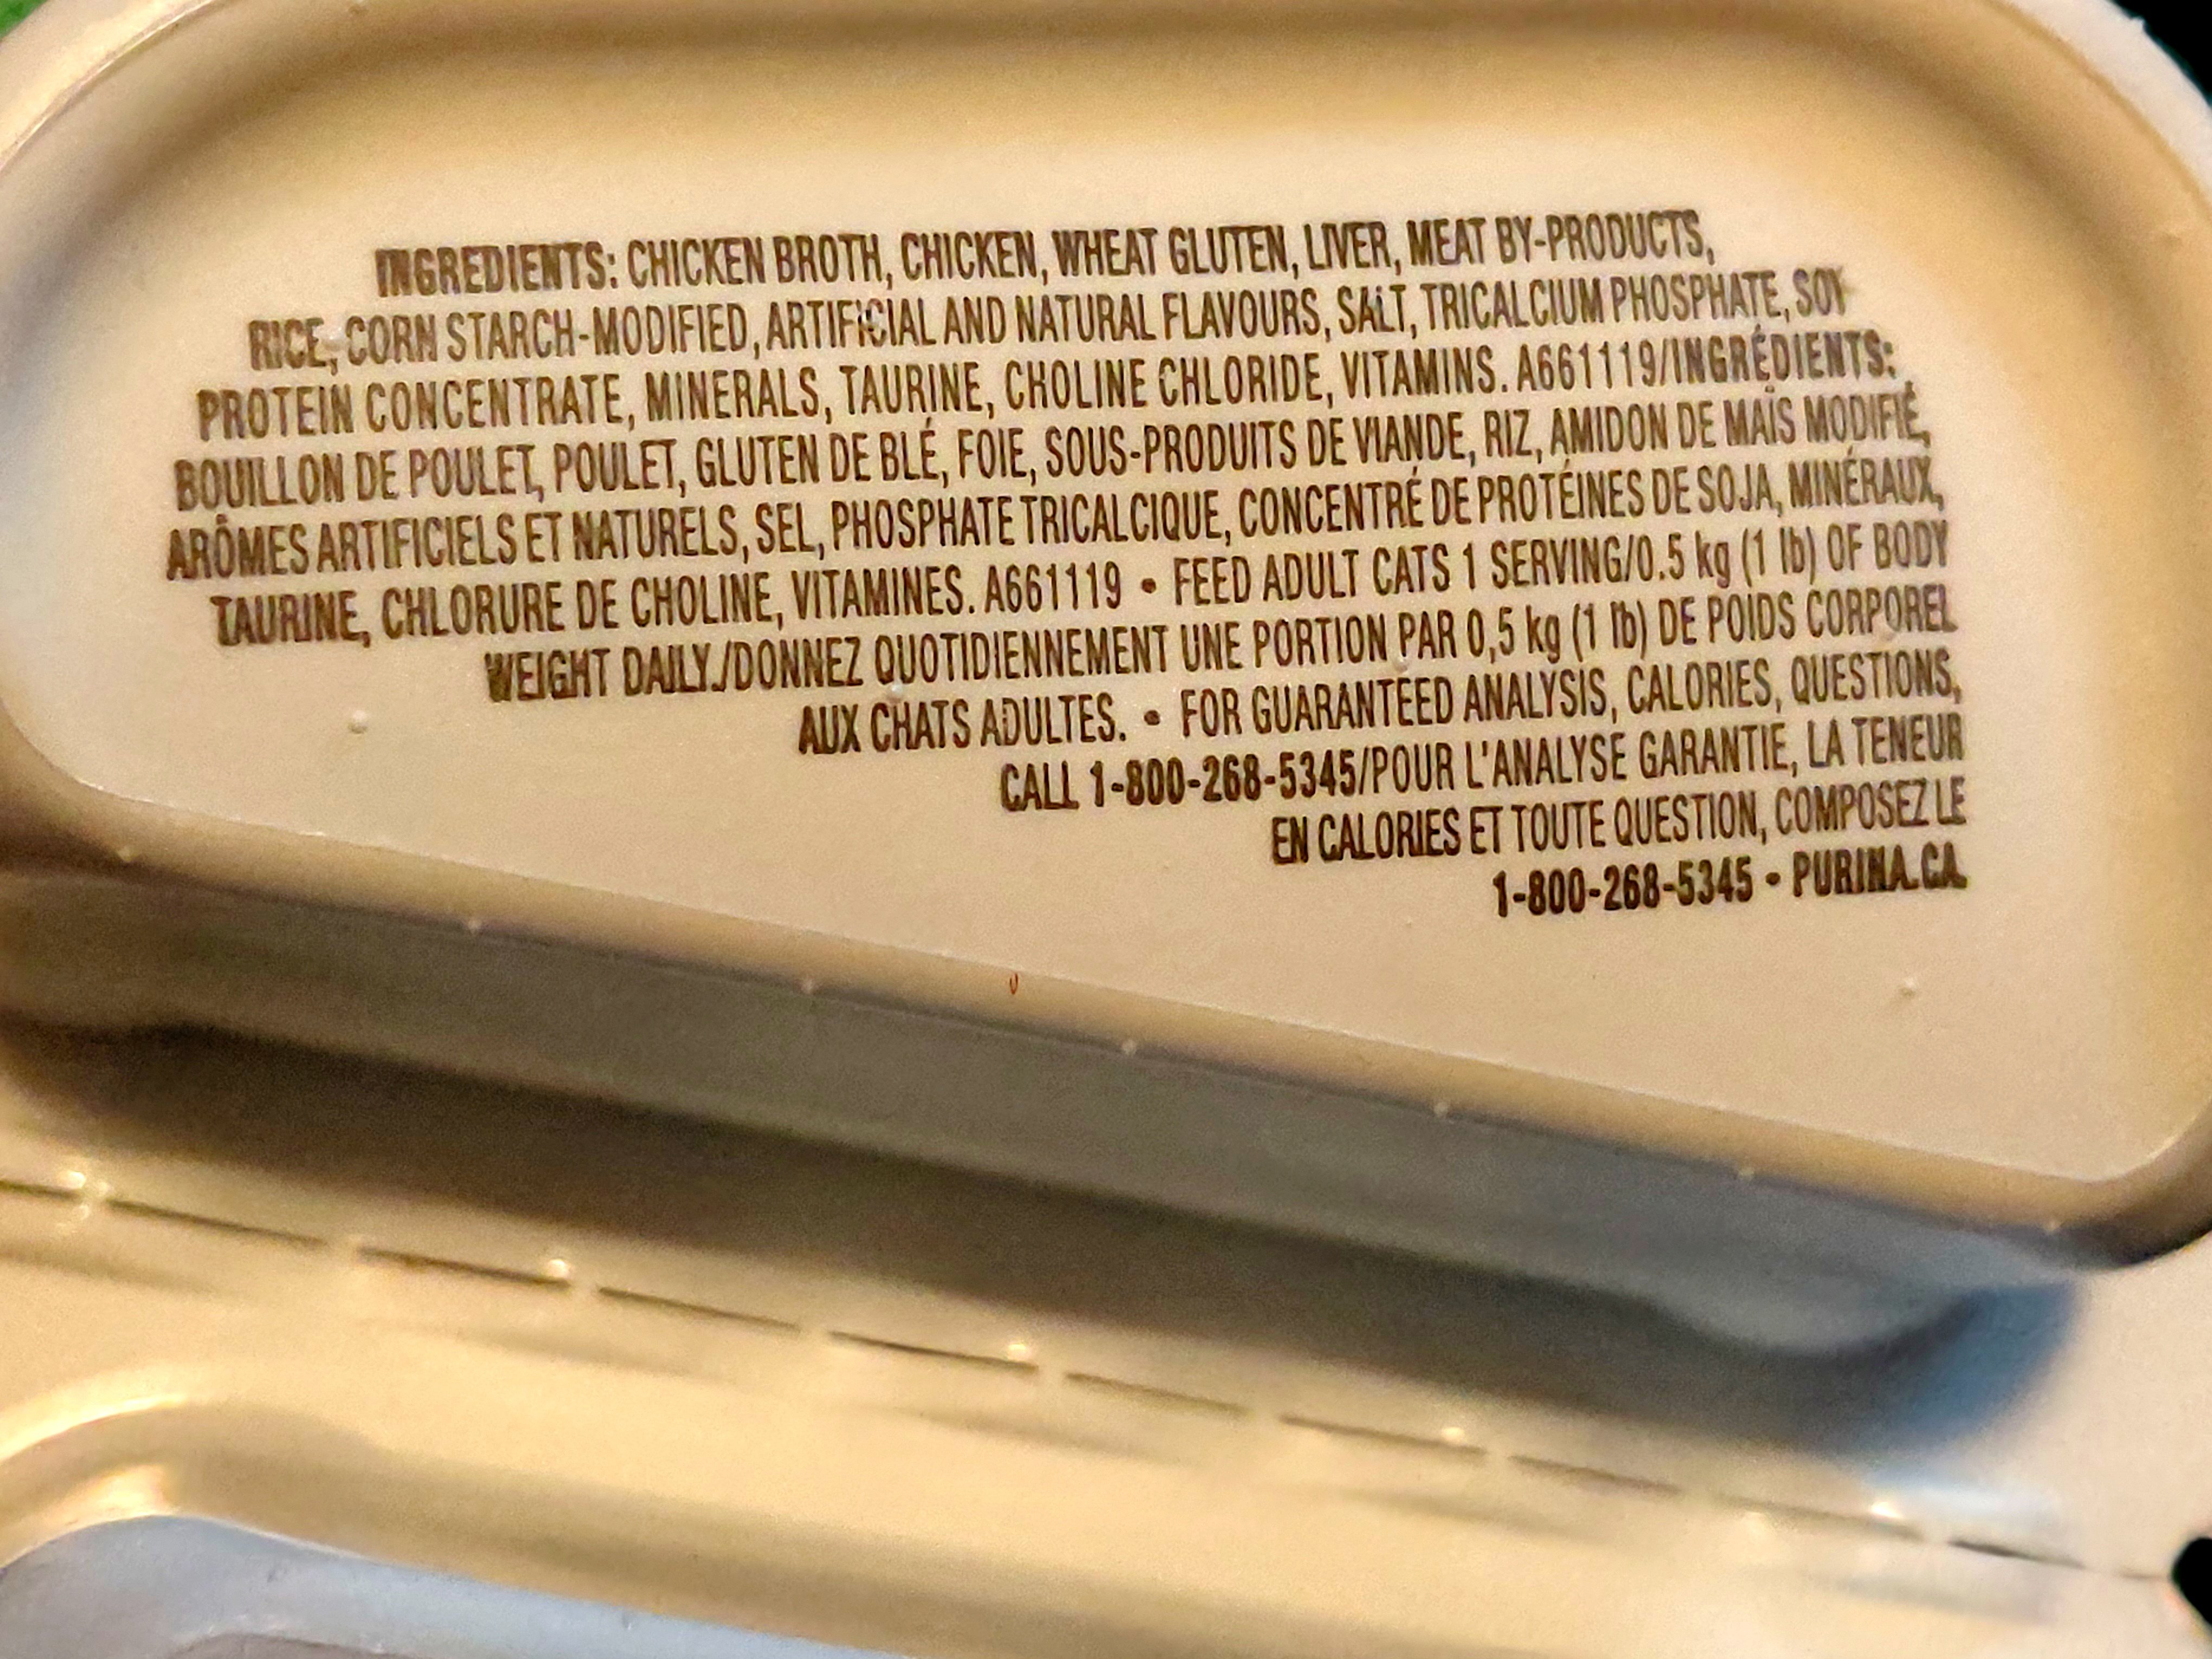 INGREDIENTS: CHICKEN BROTH, CHICKEN, WHEAT GLUTEN, LIVER, MEAT BY-PRODUCTS,
RICE, CORN STARCH-MODIFIED, ARTIFICIAL AND NATURAL FLAVOURS, SALT, TRICALCIUM PHOSPHATE, SOY
PROTEIN CONCENTRATE, MINERALS, TAURINE, CHOLINE CHLORIDE, VITAMINS. A661119/INGRÉDIENTS:
BOUILLON DE POULET, POULET, GLUTEN DE BLÉ, FOIE, SOUS-PRODUITS DE VIANDE, RIZ, AMIDON DE MAÏS MODIFIÉ,
ARÔMES ARTIFICIELS ET NATURELS, SEL, PHOSPHATE TRICALCIQUE, CONCENTRÉ DE PROTÉINES DE SOJA, MINÉRAUX,
TAURINE, CHLORURE DE CHOLINE, VITAMINES. A661119 • FEED ADULT CATS 1 SERVING/0.5 kg (1 lb) OF BODY
WEIGHT DAILY./DONNEZ QUOTIDIENNEMENT UNE PORTION PAR 0,5 kg (1 lb) DE POIDS CORPOREL
AUX CHATS ADULTES. • FOR GUARANTEED ANALYSIS, CALORIES, QUESTIONS,
CALL 1-800-268-5345/POUR L'ANALYSE GARANTIE, LA TENEUR
EN CALORIES ET TOUTE QUESTION, COMPOSEZ LE
1-800-268-5345 • PURINA.CA